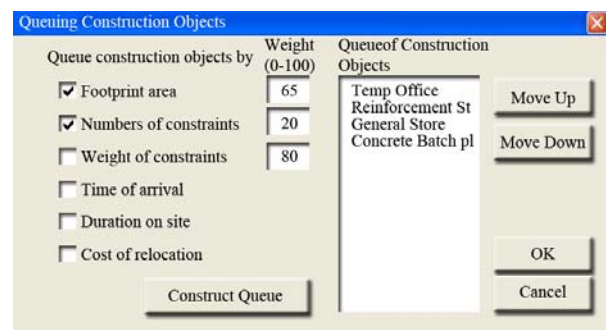 Queuing Construction Objects
Queue construction objects by
Weight
(0-100)
Footprint area
65
Numbers of constraints
20
Weight of constraints
80
Time of arrival
Duration on site
Cost of relocation
Construct Queue
Queueof Construction
Objects
Temp Office
Reinforcement St
General Store
Concrete Batch pl
Move Up
Move Down
OK
Cancel